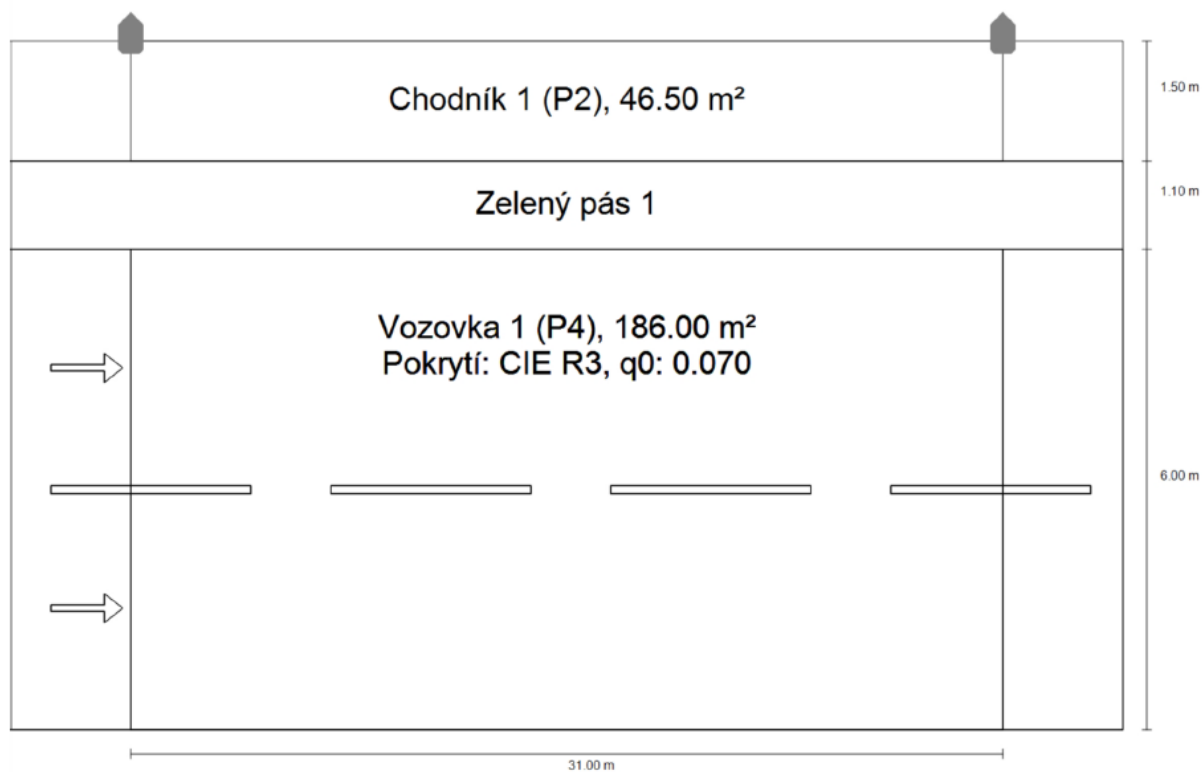 Chodník 1 (P2), 46.50 m²
1.50 m
Zelený pás 1
1.10 m
Vozovka 1 (P4), 186.00 m²
Pokrytí: CIE R3, q0: 0.070
6.00 m
31.00 m